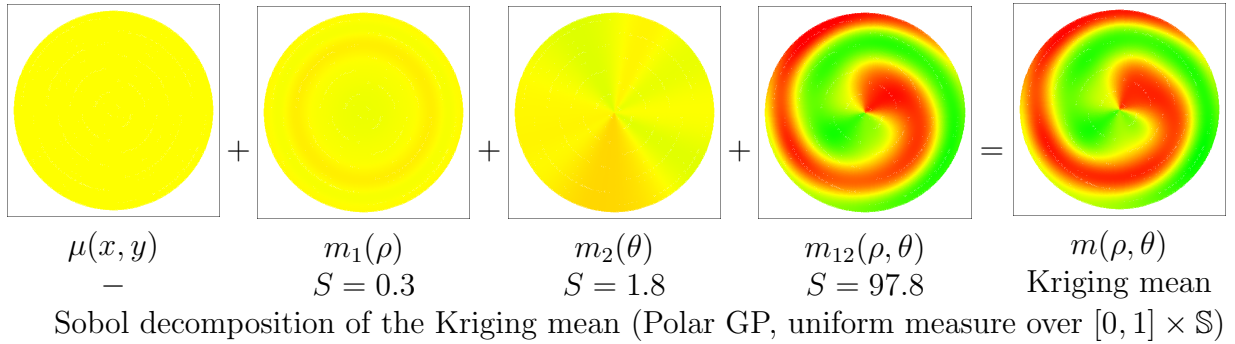 + + + =
μ(x, y) m₁(ρ) m₂(θ) m₁₂(ρ, θ) m(ρ, θ)
− S = 0.3 S = 1.8 S = 97.8 Kriging mean
Sobol decomposition of the Kriging mean (Polar GP, uniform measure over [0, 1] × 𝕊)